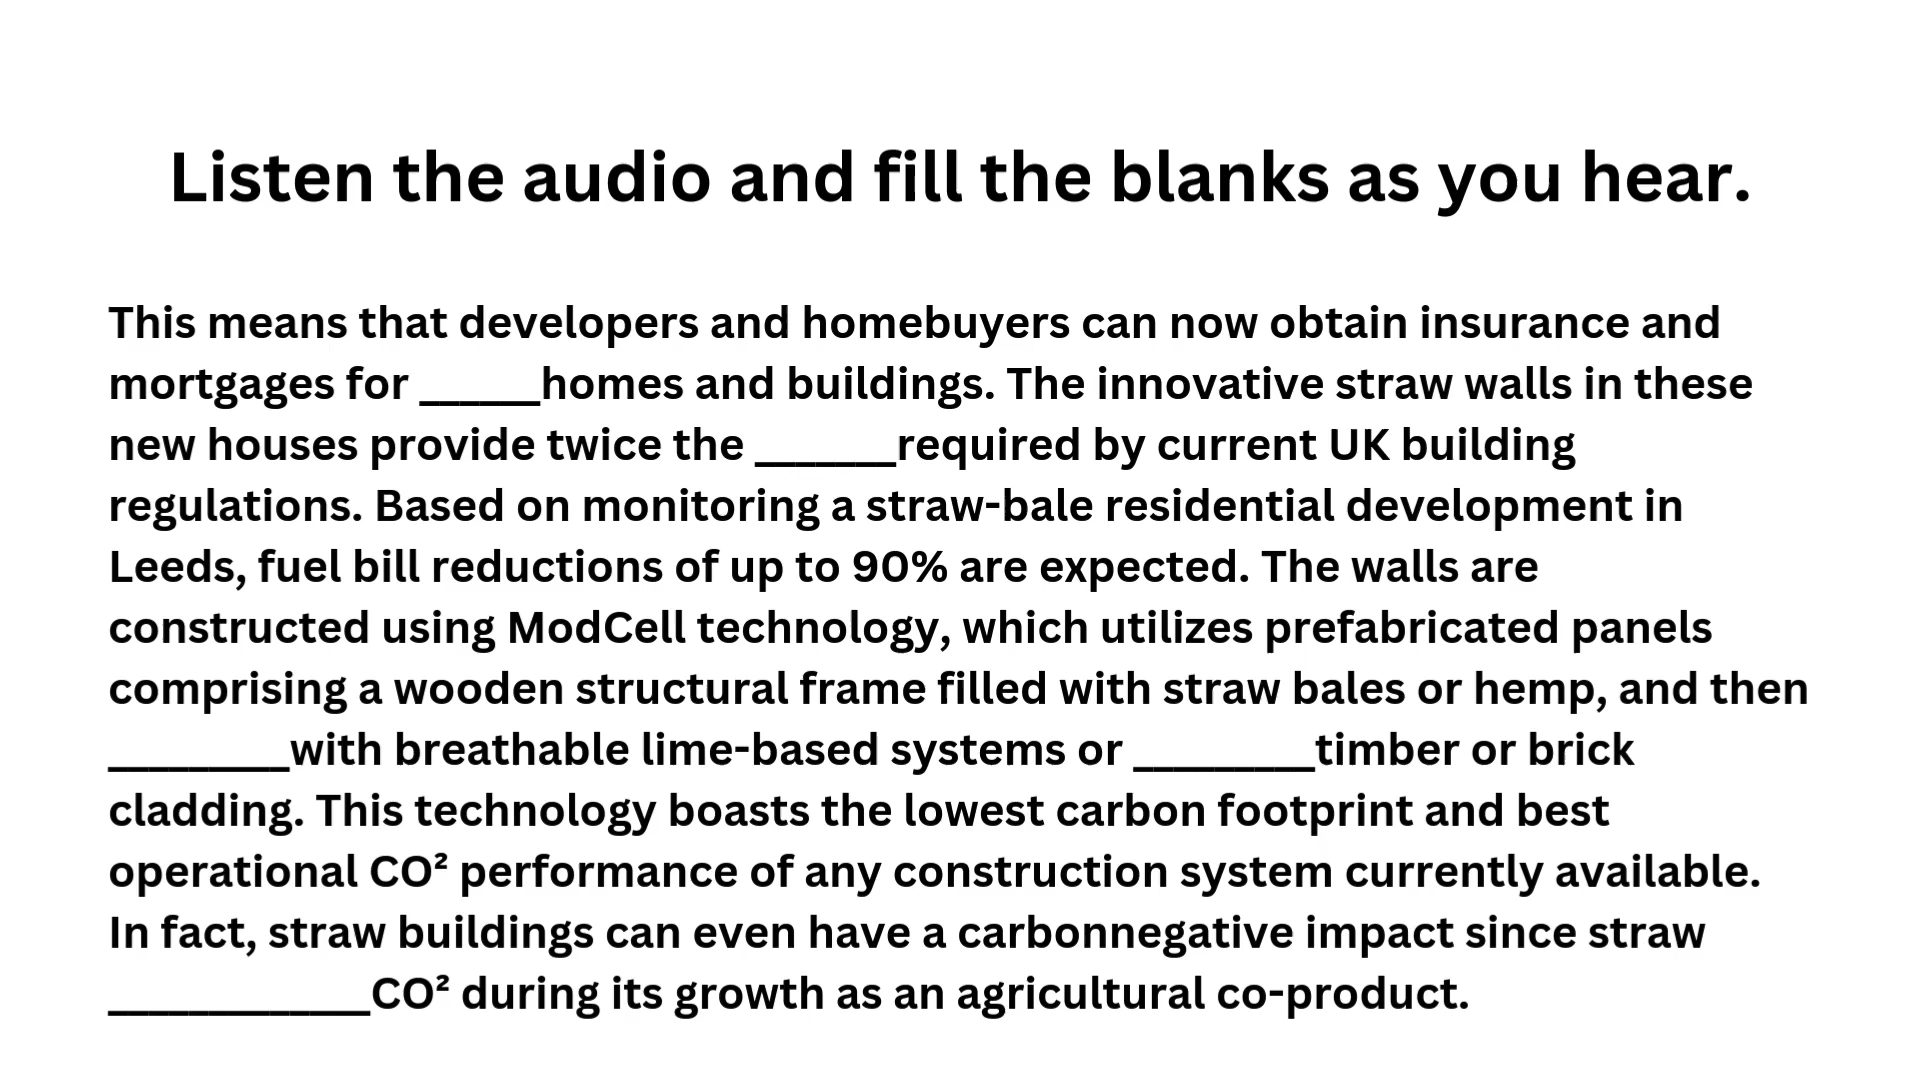 Listen the audio and fill the blanks as you hear.
This means that developers and homebuyers can now obtain insurance and
mortgages for ______homes and buildings. The innovative straw walls in these
new houses provide twice the _______required by current UK building
regulations. Based on monitoring a straw-bale residential development in
Leeds, fuel bill reductions of up to 90% are expected. The walls are
constructed using ModCell technology, which utilizes prefabricated panels
comprising a wooden structural frame filled with straw bales or hemp, and then
_________with breathable lime-based systems or _________timber or brick
cladding. This technology boasts the lowest carbon footprint and best
operational CO² performance of any construction system currently available.
In fact, straw buildings can even have a carbonnegative impact since straw
_____________CO² during its growth as an agricultural co-product.